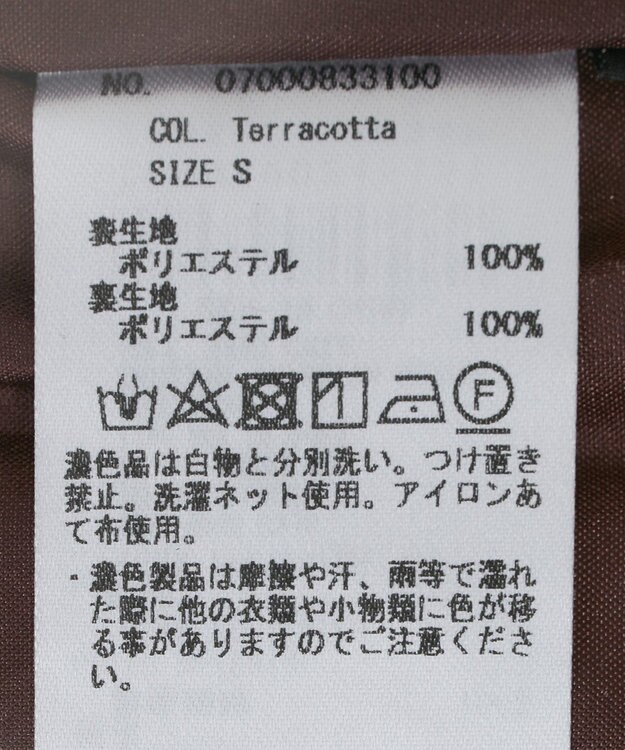 NO. 07000833100
COL. Terracotta
SIZE S
表生地
ポリエステル 100%
裏生地
ポリエステル 100%
F
濃色品は白物と分別洗い。つけ置き
禁止。洗濯ネット使用。アイロンあ
て布使用。
・濃色製品は摩擦や汗、雨等で濡れ
た際に他の衣類や小物類に色が移
る事がありますのでご注意くださ
い。